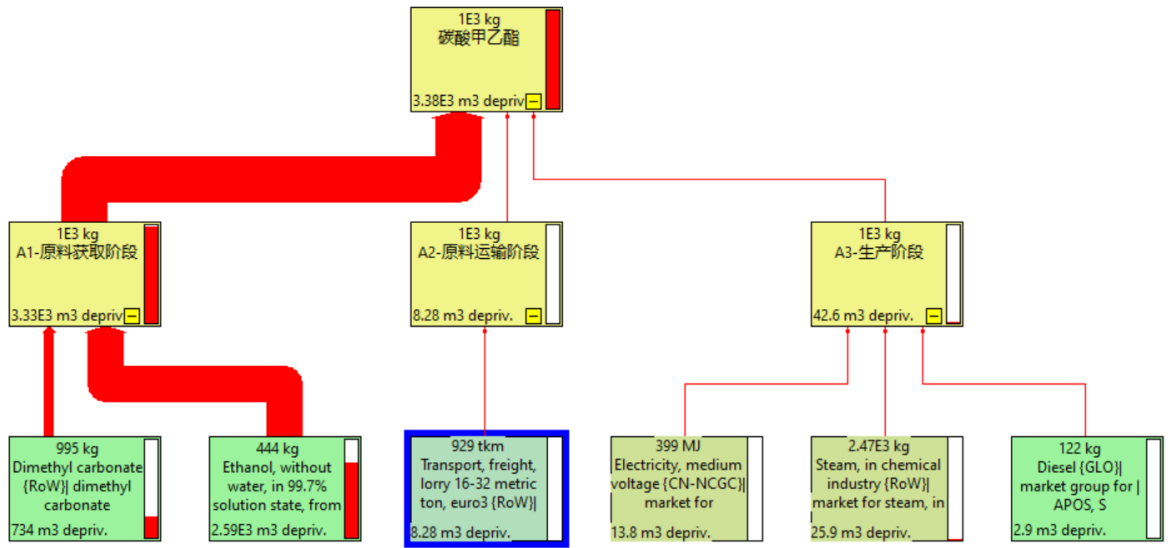 1E3 kg
碳酸甲乙酯
3.38E3 m3 depriv
1E3 kg
A1-原料获取阶段
3.33E3 m3 depriv
1E3 kg
A2-原料运输阶段
8.28 m3 depriv.
1E3 kg
A3-生产阶段
42.6 m3 depriv.
995 kg
Dimethyl carbonate
{RoW}| dimethyl
carbonate
734 m3 depriv.
444 kg
Ethanol, without
water, in 99.7%
solution state, from
2.59E3 m3 depriv.
929 tkm
Transport, freight,
lorry 16-32 metric
ton, euro3 {RoW}|
8.28 m3 depriv.
399 MJ
Electricity, medium
voltage {CN-NCGC}|
market for
13.8 m3 depriv.
2.47E3 kg
Steam, in chemical
industry {RoW}|
market for steam, in
25.9 m3 depriv.
122 kg
Diesel {GLO}|
market group for |
APOS, S
2.9 m3 depriv.